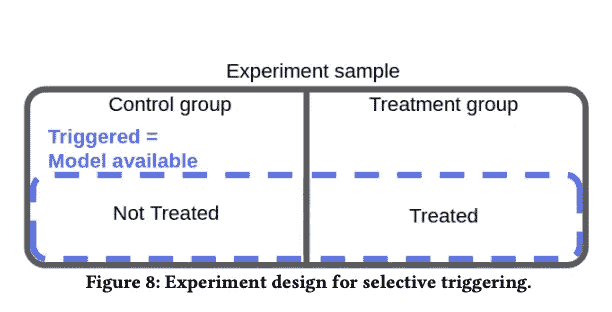 Experiment sample
Control group
Treatment group
Triggered =
Model available
Not Treated
Treated
Figure 8: Experiment design for selective triggering.